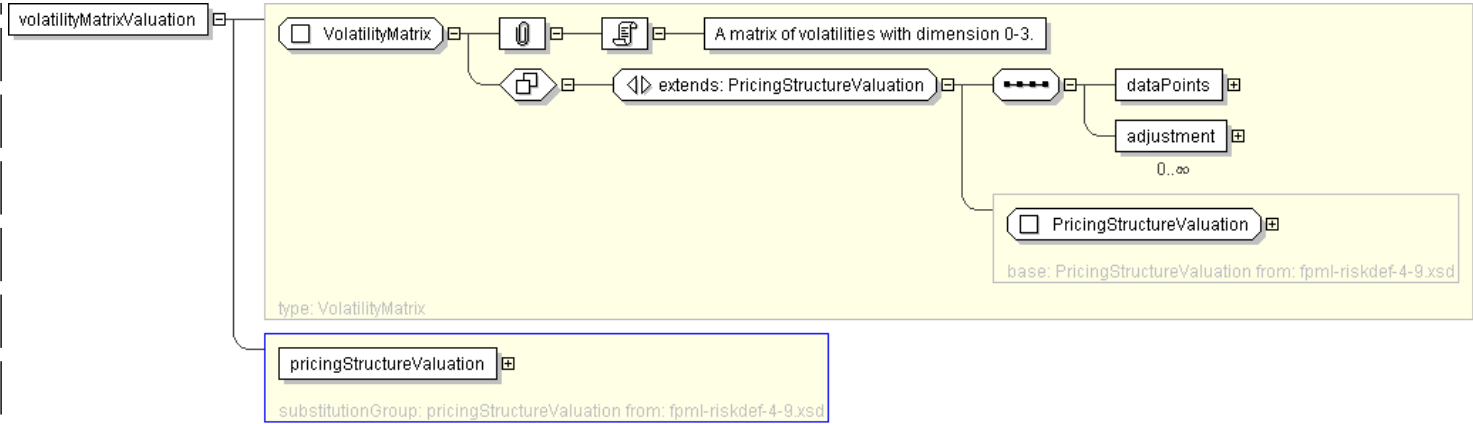 volatilityMatrixValuation
VolatilityMatrix
A matrix of volatilities with dimension 0-3.
extends: PricingStructureValuation
dataPoints
adjustment
0..∞
PricingStructureValuation
base: PricingStructureValuation from: fpml-riskdef-4-9.xsd
type: VolatilityMatrix
pricingStructureValuation
substitutionGroup: pricingStructureValuation from: fpml-riskdef-4-9.xsd